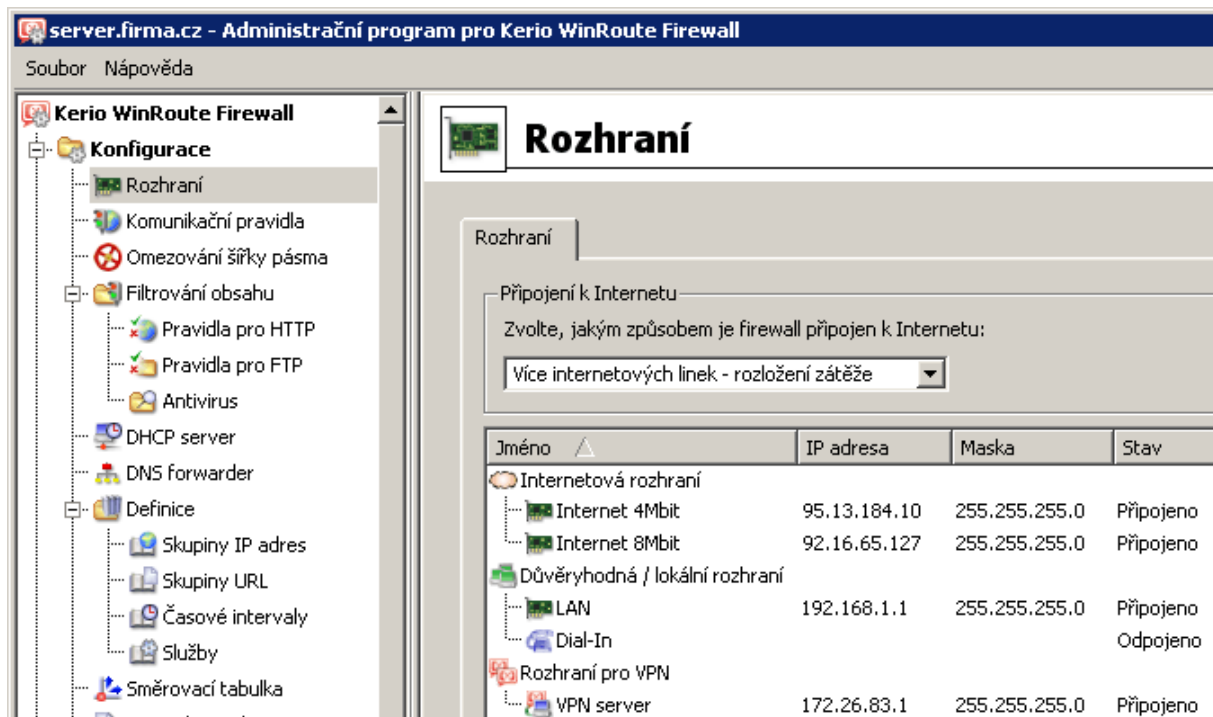 server.firma.cz - Administrační program pro Kerio WinRoute Firewall
Soubor Nápověda
Kerio WinRoute Firewall
Konfigurace
Rozhraní
Komunikační pravidla
Omezování šířky pásma
Filtrování obsahu
Pravidla pro HTTP
Pravidla pro FTP
Antivirus
DHCP server
DNS forwarder
Definice
Skupiny IP adres
Skupiny URL
Časové intervaly
Služby
Směrovací tabulka
Rozhraní
Rozhraní
Připojení k Internetu
Zvolte, jakým způsobem je firewall připojen k Internetu:
Více internetových linek - rozložení zátěže
Jméno IP adresa Maska Stav
Internetová rozhraní
Internet 4Mbit 95.13.184.10 255.255.255.0 Připojeno
Internet 8Mbit 92.16.65.127 255.255.255.0 Připojeno
Důvěryhodná / lokální rozhraní
LAN 192.168.1.1 255.255.255.0 Připojeno
Dial-In Odpojeno
Rozhraní pro VPN
VPN server 172.26.83.1 255.255.255.0 Připojeno